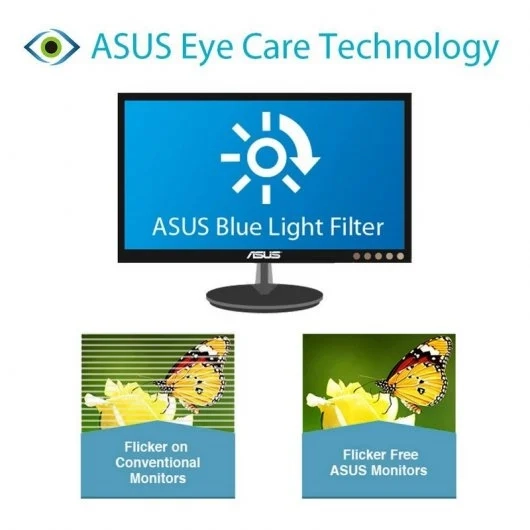 ASUS Eye Care Technology
ASUS Blue Light Filter
ASUS
Flicker on
Conventional
Monitors
Flicker Free
ASUS Monitors